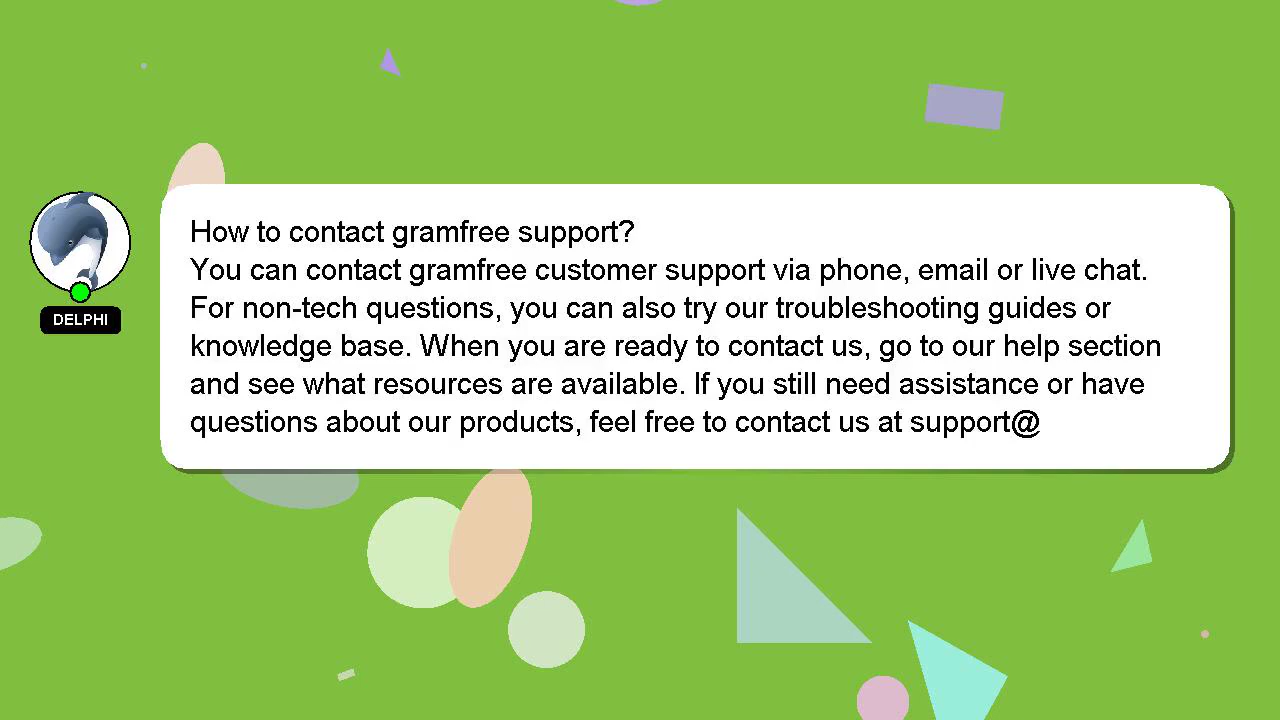 How to contact gramfree support?
You can contact gramfree customer support via phone, email or live chat.
For non-tech questions, you can also try our troubleshooting guides or
knowledge base. When you are ready to contact us, go to our help section
and see what resources are available. If you still need assistance or have
questions about our products, feel free to contact us at support@
DELPHI